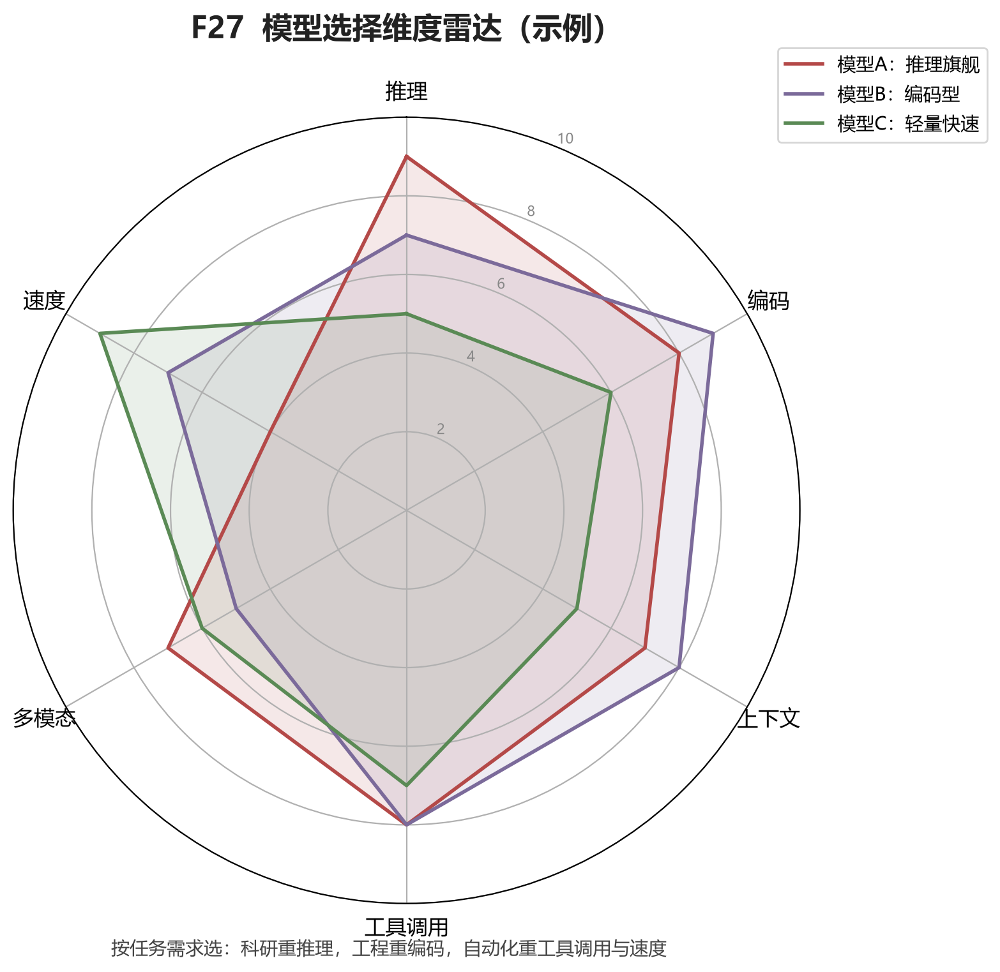 F27 模型选择维度雷达（示例）
模型A：推理旗舰
模型B：编码型
模型C：轻量快速
推理
10
8
速度
编码
6
4
2
多模态
上下文
工具调用
按任务需求选：科研重推理，工程重编码，自动化重工具调用与速度